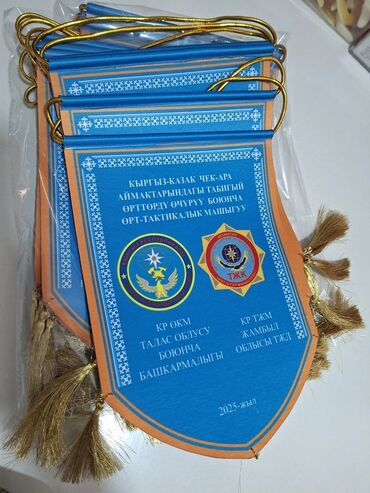 КЫРГЫЗ-КАЗАК ЧЕК-АРА
АЙМАКТАРЫНДАГЫ ТАБИГЫЙ
ӨРТТӨРДҮ ӨЧҮРҮҮ БОЮНЧА
ӨРТ-ТАКТИКАЛЫК МАШЫГУУ
ТЖК
КР ӨКМ
ТАЛАС ОБЛУСУ
БОЮНЧА
БАШКАРМАЛЫГЫ
КР ТЖМ
ЖАМБЫЛ
ОБЛЫСЫ ТЖД
2025-жыл